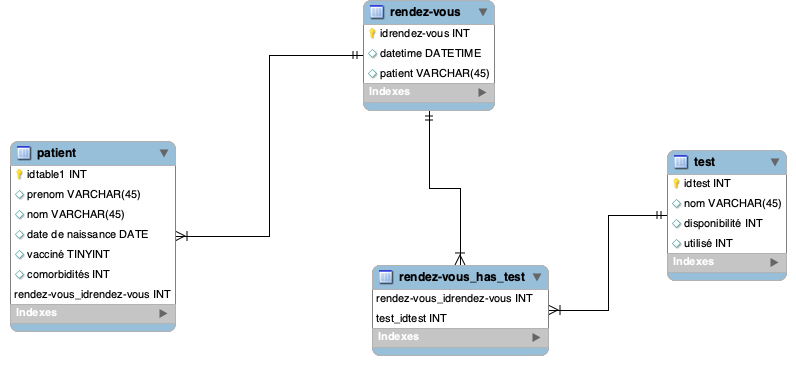 rendez-vous
idrendez-vous INT
datetime DATETIME
patient VARCHAR(45)
Indexes
patient
idtable1 INT
prenom VARCHAR(45)
nom VARCHAR(45)
date de naissance DATE
vacciné TINYINT
comorbidités INT
rendez-vous_idrendez-vous INT
Indexes
test
idtest INT
nom VARCHAR(45)
disponibilité INT
utilisé INT
Indexes
rendez-vous_has_test
rendez-vous_idrendez-vous INT
test_idtest INT
Indexes